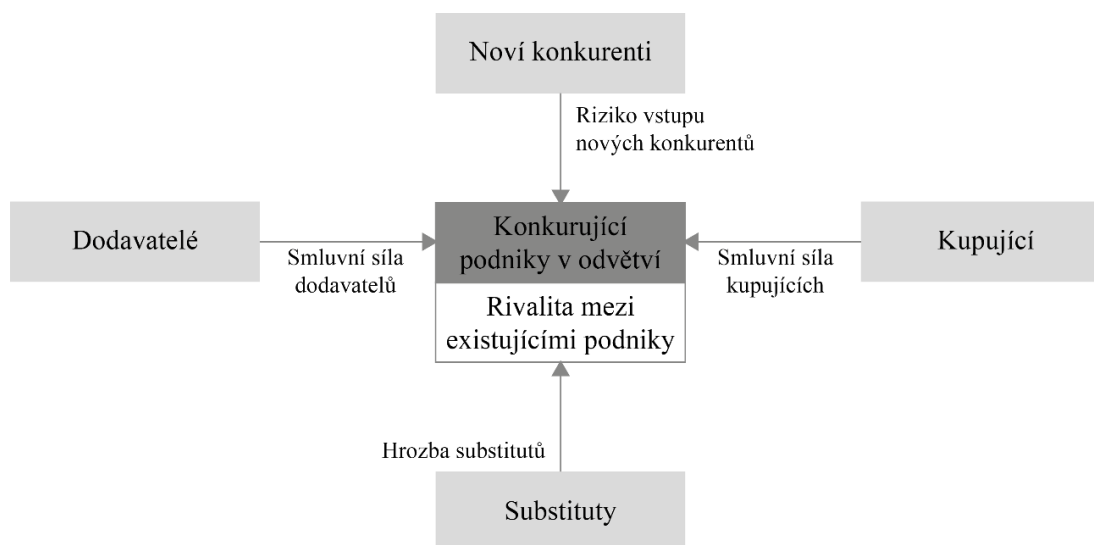 Noví konkurenti
Riziko vstupu
nových konkurentů
Dodavatelé
Smluvní síla
dodavatelů
Konkurující
podniky v odvětví
Rivalita mezi
existujícími podniky
Smluvní síla
kupujících
Kupující
Hrozba substitutů
Substituty